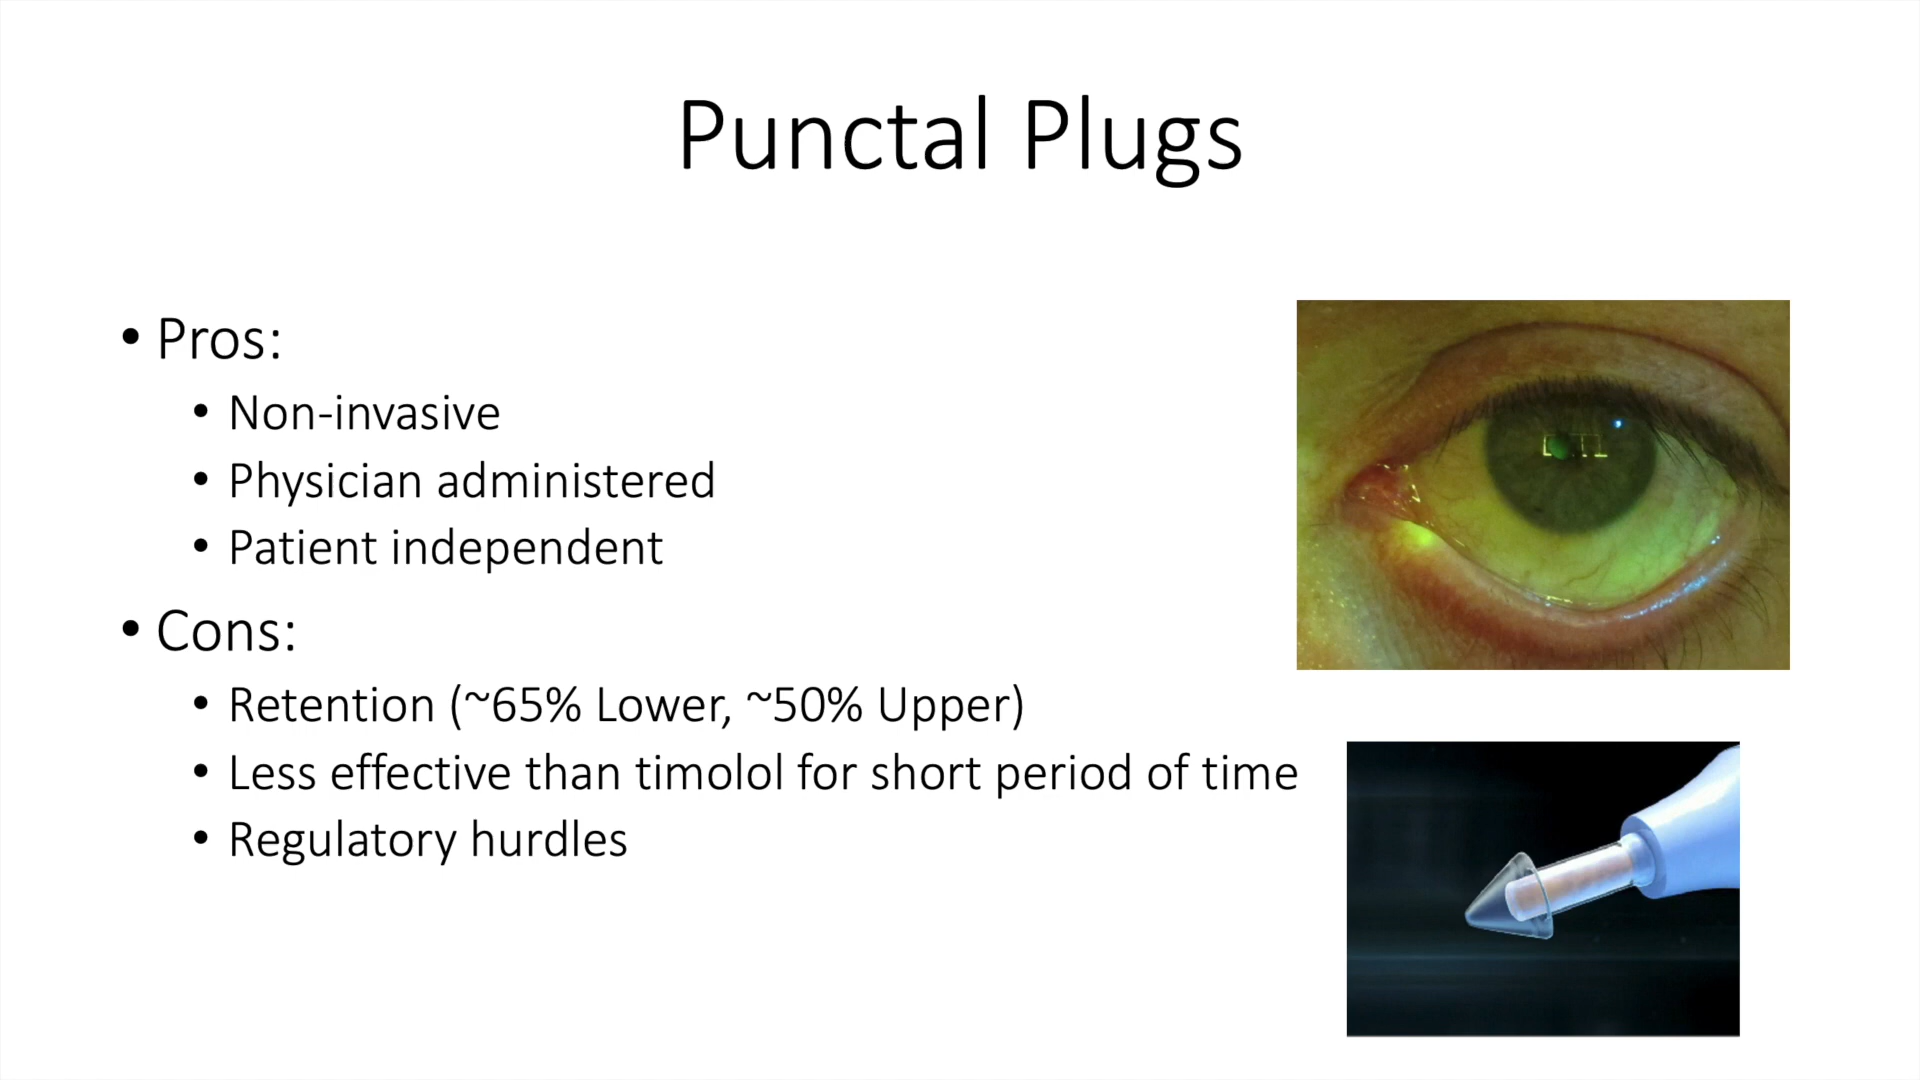 Punctal Plugs
• Pros:
• Non-invasive
• Physician administered
• Patient independent
• Cons:
• Retention (~65% Lower, ~50% Upper)
• Less effective than timolol for short period of time
• Regulatory hurdles